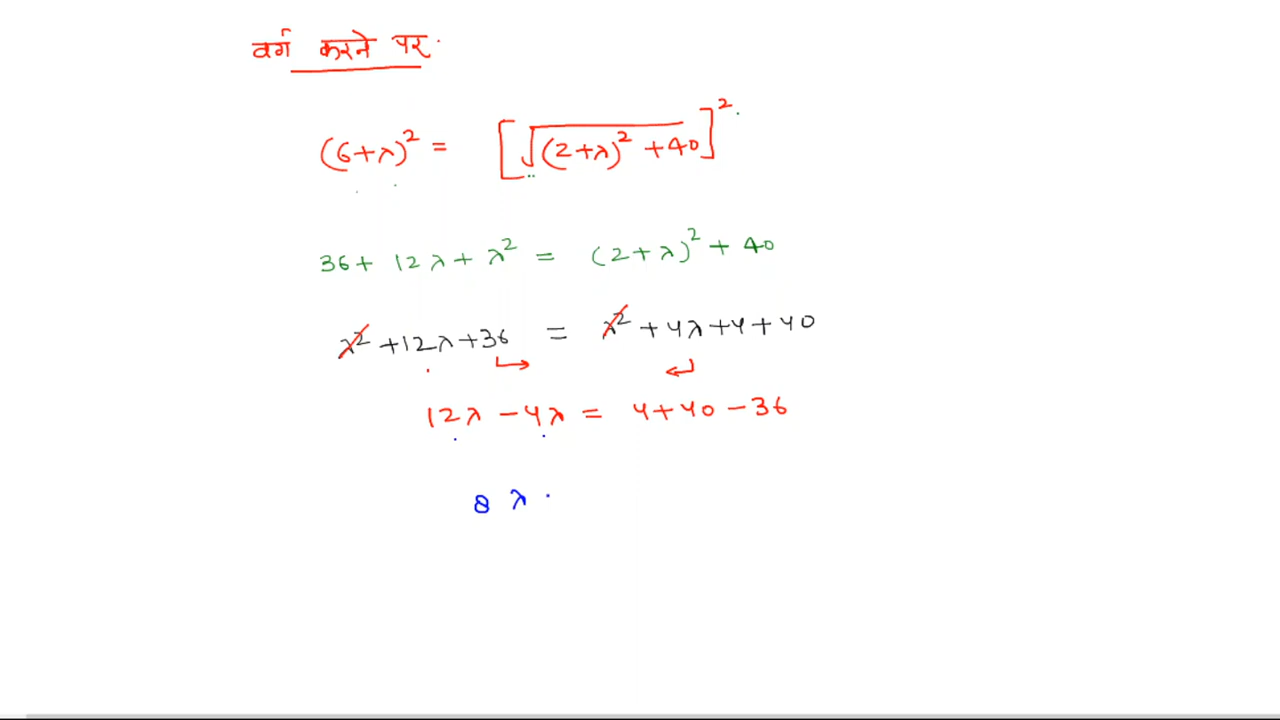 वर्ग करने पर
(6+λ)² = [√(2+λ)² + 40]²
36 + 12λ + λ² = (2+λ)² + 40
λ² + 12λ + 36 = λ² + 4λ + 4 + 40
12λ - 4λ = 4 + 40 - 36
8 λ